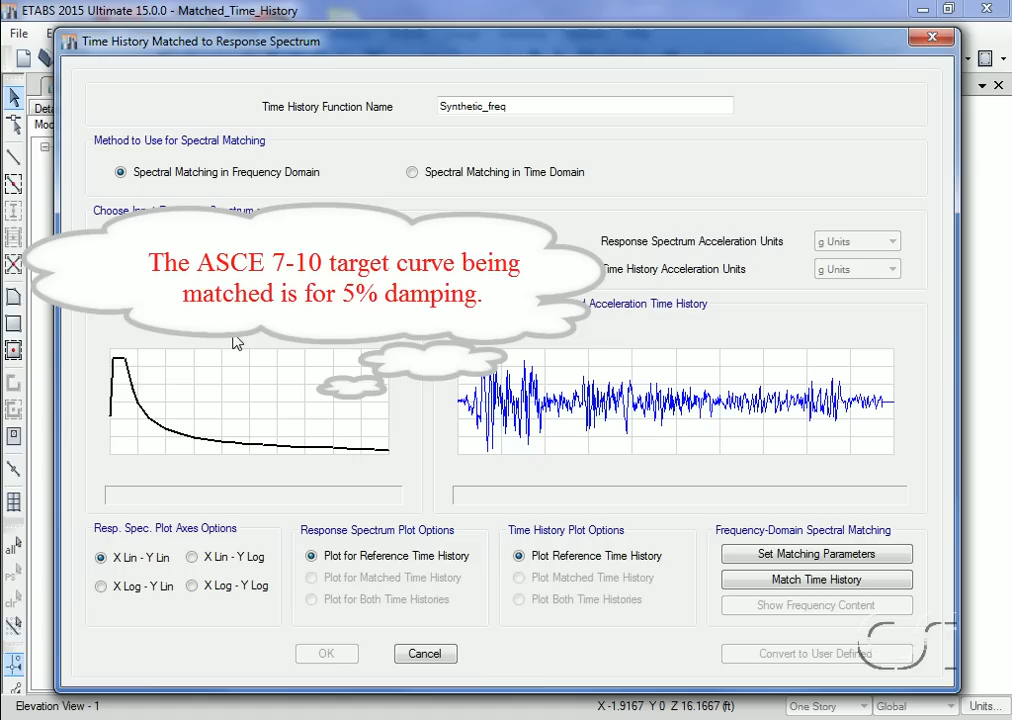 ETABS 2015 Ultimate 15.0.0 - Matched_Time_History
File
Time History Matched to Response Spectrum
Time History Function Name
Synthetic_freq
Method to Use for Spectral Matching
Spectral Matching in Frequency Domain
Spectral Matching in Time Domain
The ASCE 7-10 target curve being
matched is for 5% damping.
Response Spectrum Acceleration Units
g Units
Time History Acceleration Units
g Units
Acceleration Time History
Resp. Spec. Plot Axes Options
X Lin - Y Lin
X Lin - Y Log
X Log - Y Lin
X Log - Y Log
Response Spectrum Plot Options
Plot for Reference Time History
Plot for Matched Time History
Plot for Both Time Histories
Time History Plot Options
Plot Reference Time History
Plot Matched Time History
Plot Both Time Histories
Frequency-Domain Spectral Matching
Set Matching Parameters
Match Time History
Show Frequency Content
Convert to User Defined
OK
Cancel
all
clr
Elevation View - 1
X -1.9167 Y 0 Z 16.1667 (ft)
One Story
Global
Units...